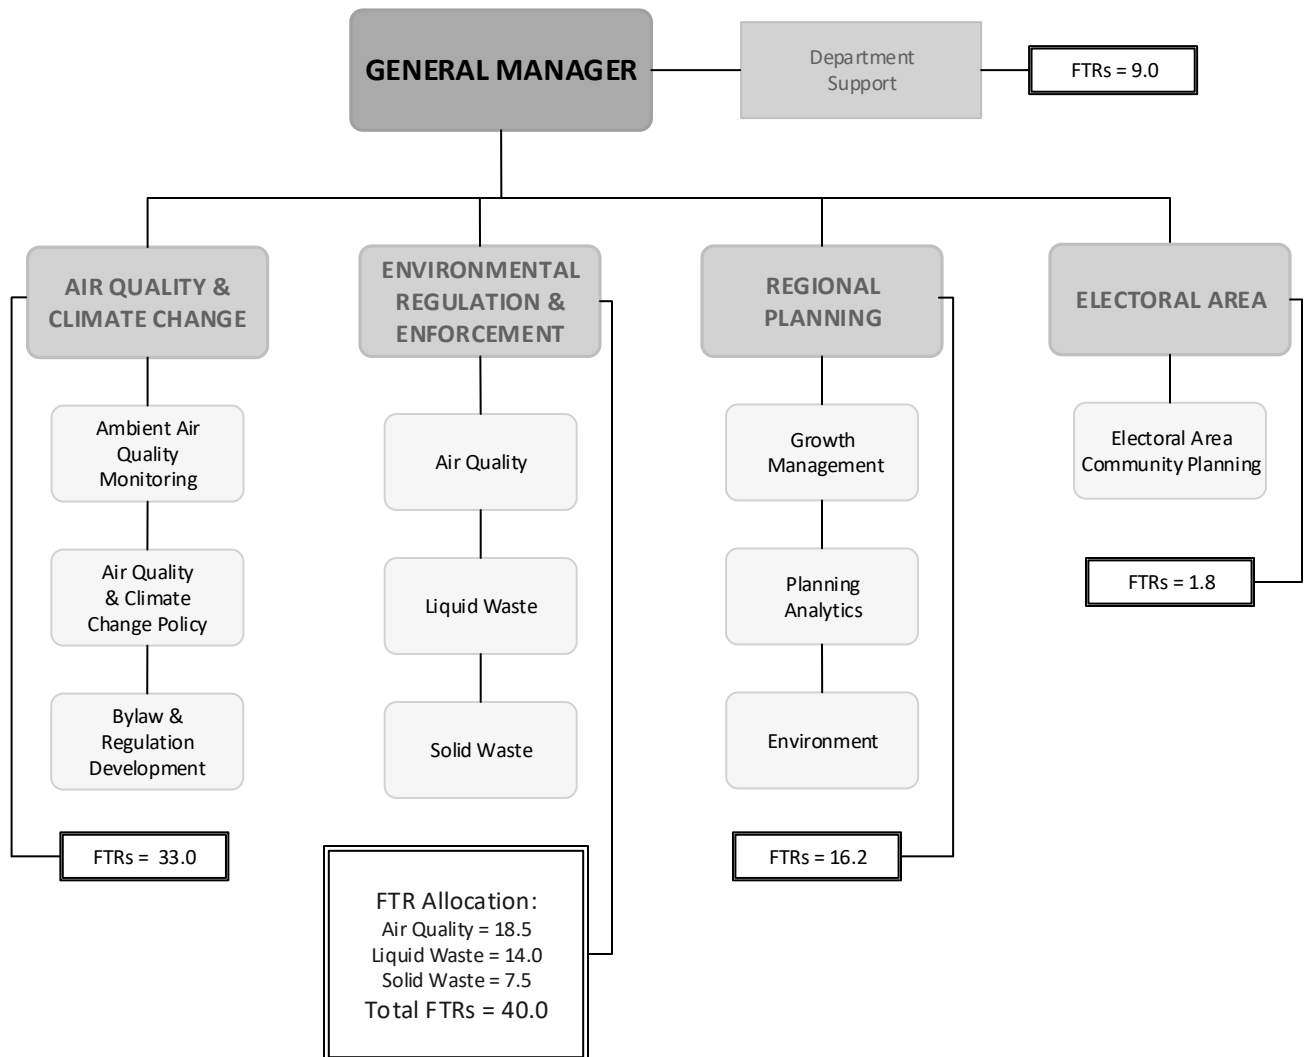 GENERAL MANAGER
Department
Support
FTRs = 9.0
AIR QUALITY &
CLIMATE CHANGE
Ambient Air
Quality
Monitoring
Air Quality
& Climate
Change Policy
Bylaw &
Regulation
Development
FTRs = 33.0
ENVIRONMENTAL
REGULATION &
ENFORCEMENT
Air Quality
Liquid Waste
Solid Waste
FTR Allocation:
Air Quality = 18.5
Liquid Waste = 14.0
Solid Waste = 7.5
Total FTRs = 40.0
REGIONAL
PLANNING
Growth
Management
Planning
Analytics
Environment
FTRs = 16.2
ELECTORAL AREA
Electoral Area
Community Planning
FTRs = 1.8